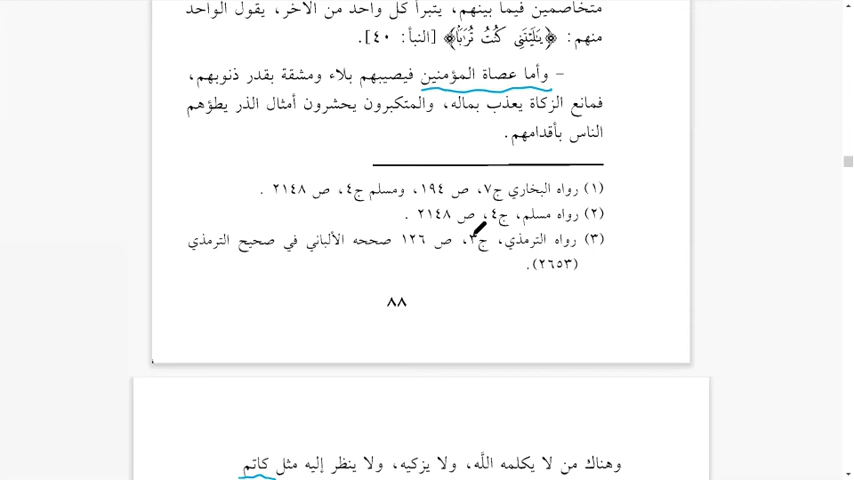 متخاصمين فيما بينهم، يتبرأ كل واحد من الآخر، يقول الواحد
منهم: ﴿يَلَيْتَنِي كُنتُ تُرَابًا﴾ [النبأ: ٤٠].
– وأما عصاة المؤمنين فيصيبهم بلاء ومشقة بقدر ذنوبهم،
فمانع الزكاة يعذب بماله، والمتكبرون يحشرون أمثال الذر يطؤهم
الناس بأقدامهم.
(١) رواه البخاري ج٧، ص ١٩٤، ومسلم ج٤، ص ٢١٤٨ .
(٢) رواه مسلم، ج٤، ص ٢١٤٨ .
(٣) رواه الترمذي، ج٣، ص ١٢٦ صححه الألباني في صحيح الترمذي
(٢٦٥٣).
٨٨
وهناك من لا يكلمه اللَّه، ولا يزكيه، ولا ينظر إليه مثل كاتم